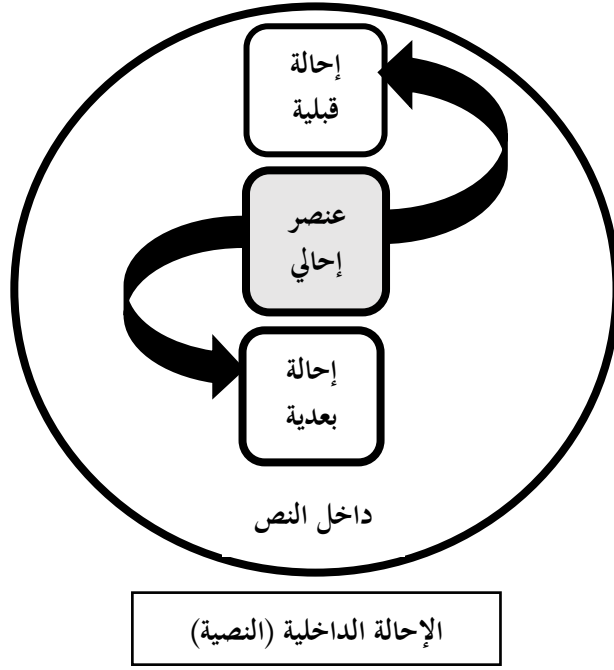 إحالة
قبلية
عنصر
إحالي
إحالة
بعدية
داخل النص
الإحالة الداخلية (النصية)